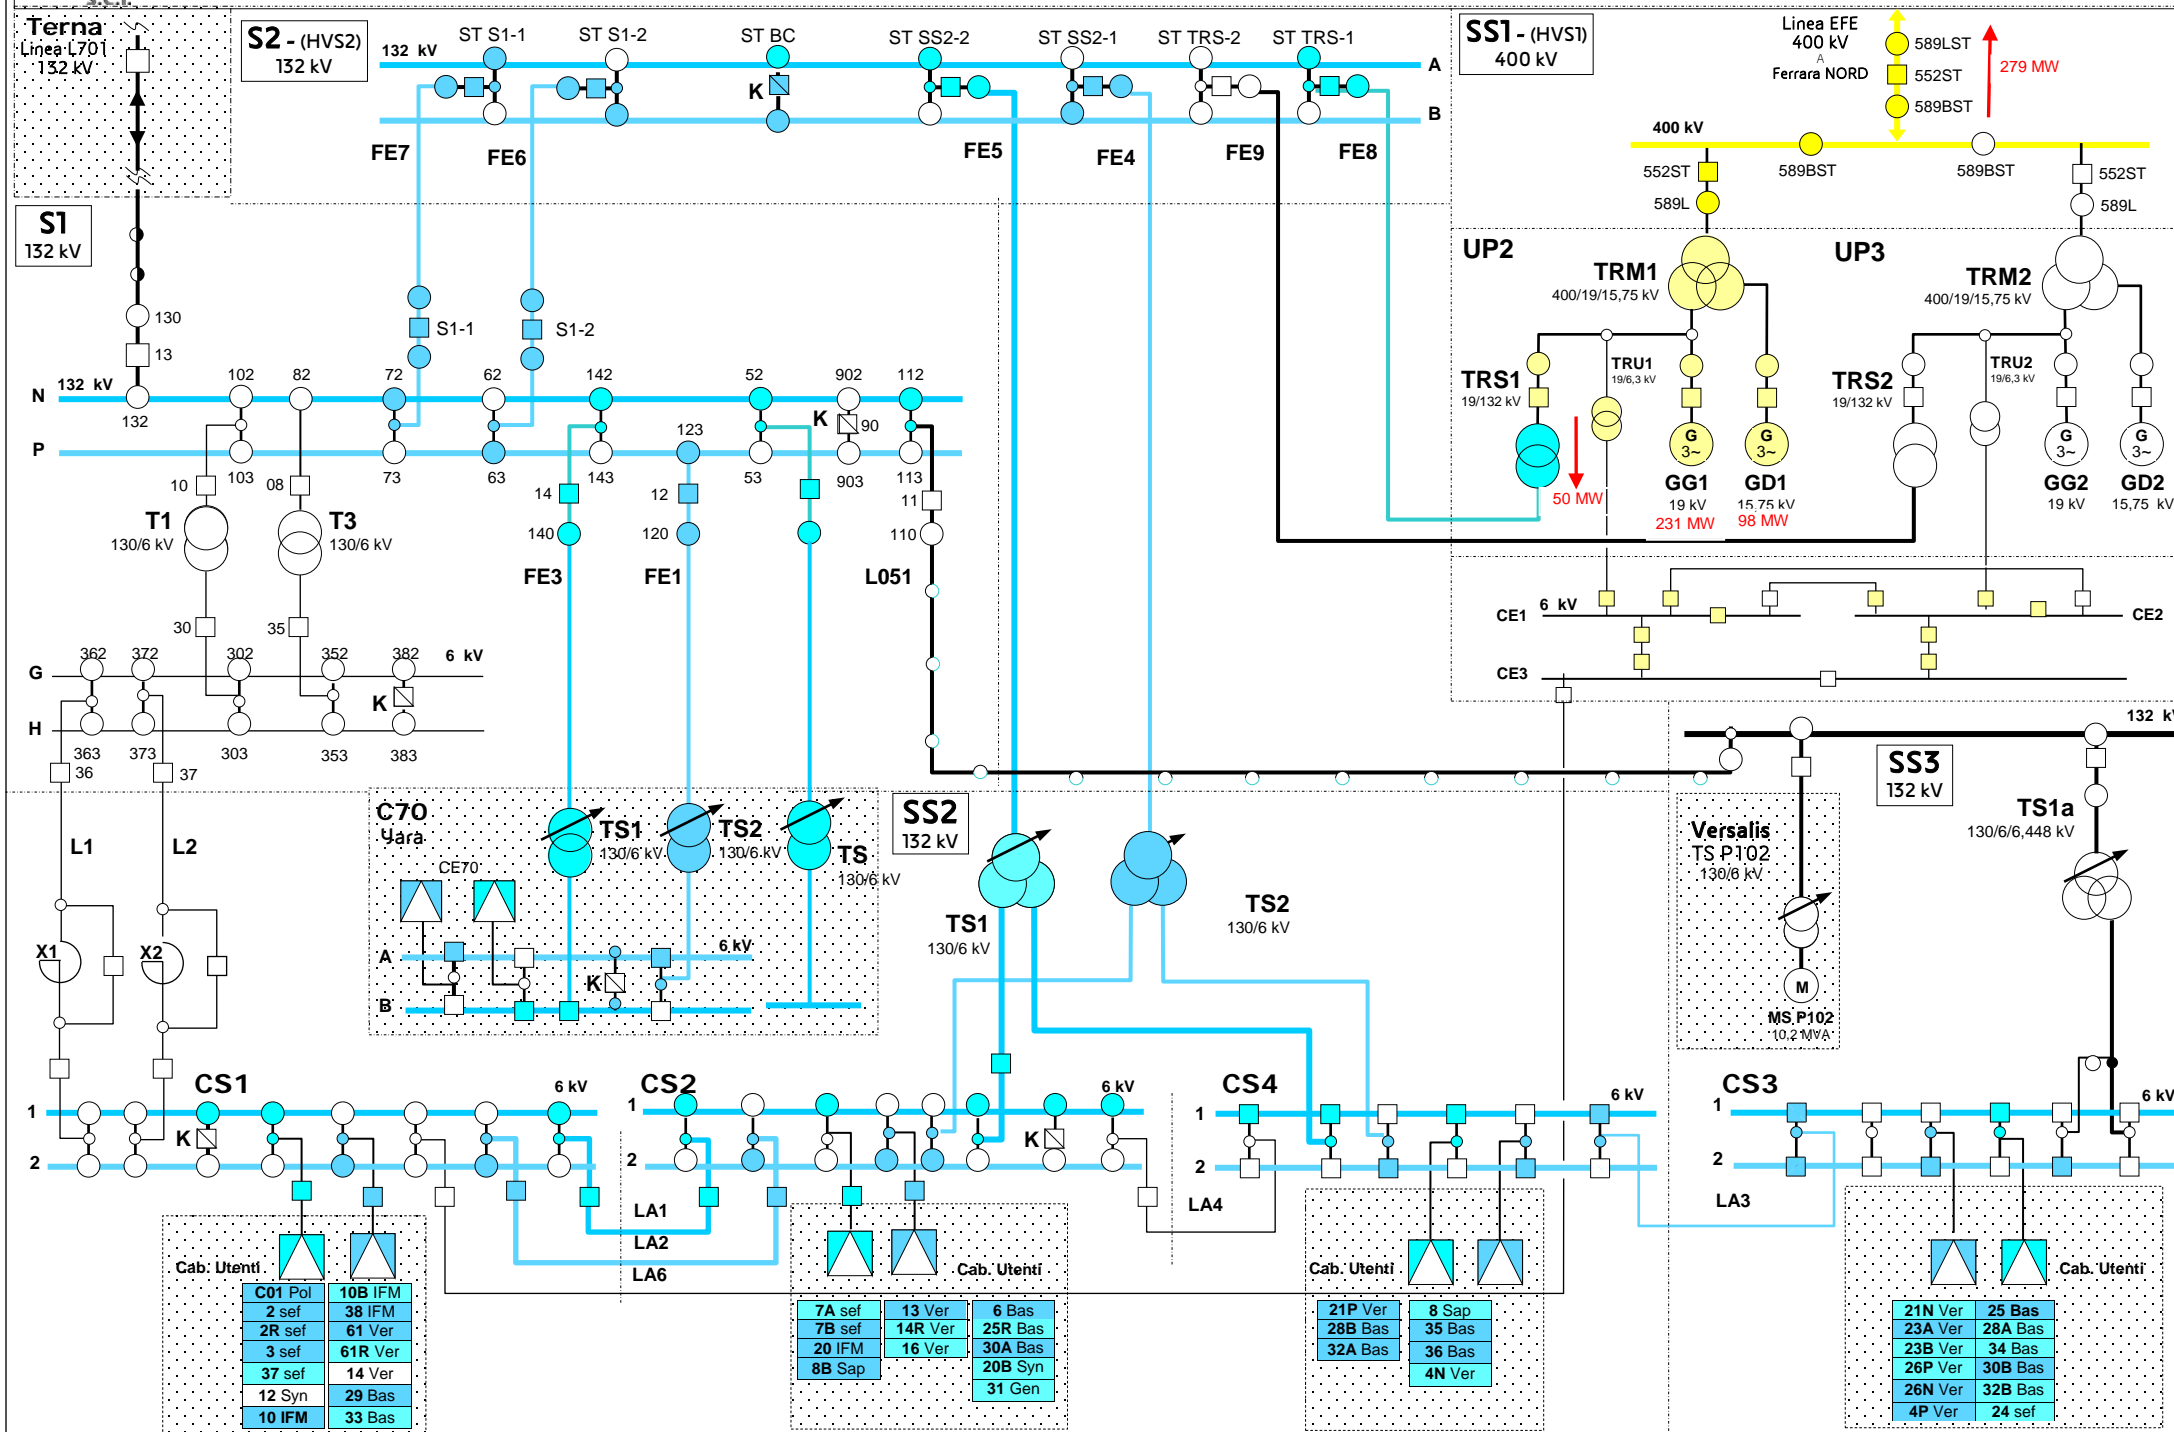 s.c.r.
Terna
Linea L701
132 kV
S2 - (HVS2)
132 kV
132 kV
ST S1-1
ST S1-2
ST BC
ST SS2-2
ST SS2-1
ST TRS-2
ST TRS-1
A
B
K
FE7
FE6
FE5
FE4
FE9
FE8
SS1 - (HVS1)
400 kV
Linea EFE
400 kV
A
Ferrara NORD
589LST
552ST
589BST
279 MW
400 kV
552ST
589BST
589BST
552ST
589L
589L
S1
132 kV
130
13
S1-1
S1-2
N
132 kV
132
102
82
72
62
142
52
902
112
K
90
P
103
73
63
143
123
53
903
113
10
08
14
12
11
T1
130/6 kV
T3
130/6 kV
140
120
110
FE3
FE1
L051
30
35
362
372
302
352
382
6 kV
G
K
H
363
373
303
353
383
36
37
L1
L2
X1
X2
UP2
TRM1
400/19/15,75 kV
UP3
TRM2
400/19/15,75 kV
TRS1
19/132 kV
TRU1
19/6,3 kV
50 MW
G
3~
GG1
19 kV
231 MW
G
3~
GD1
15,75 kV
98 MW
TRS2
19/132 kV
TRU2
19/6,3 kV
G
3~
GG2
19 kV
G
3~
GD2
15,75 kV
CE1
6 kV
CE2
CE3
C70
Yara
CE70
TS1
130/6 kV
TS2
130/6 kV
TS
130/6 kV
A
6 kV
K
B
SS2
132 kV
TS1
130/6 kV
TS2
130/6 kV
132 kV
SS3
132 kV
TS1a
130/6/6,448 kV
Versalis
TS P102
130/6 kV
M
MS P102
10,2 MVA
CS1
6 kV
1
K
2
CS2
6 kV
1
K
2
CS4
6 kV
1
2
CS3
6 kV
1
2
LA1
LA2
LA6
LA4
LA3
Cab. Utenti
C01 Pol
2 sef
2R sef
3 sef
37 sef
12 Syn
10 IFM
10B IFM
38 IFM
61 Ver
61R Ver
14 Ver
29 Bas
33 Bas
Cab. Utenti
7A sef
7B sef
20 IFM
8B Sap
13 Ver
14R Ver
16 Ver
6 Bas
25R Bas
30A Bas
20B Syn
31 Gen
Cab. Utenti
21P Ver
28B Bas
32A Bas
8 Sap
35 Bas
36 Bas
4N Ver
Cab. Utenti
21N Ver
23A Ver
23B Ver
26P Ver
26N Ver
4P Ver
25 Bas
28A Bas
34 Bas
30B Bas
32B Bas
24 sef